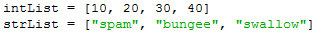 intList = [10, 20, 30, 40]
strList = ["spam", "bungee", "swallow"]